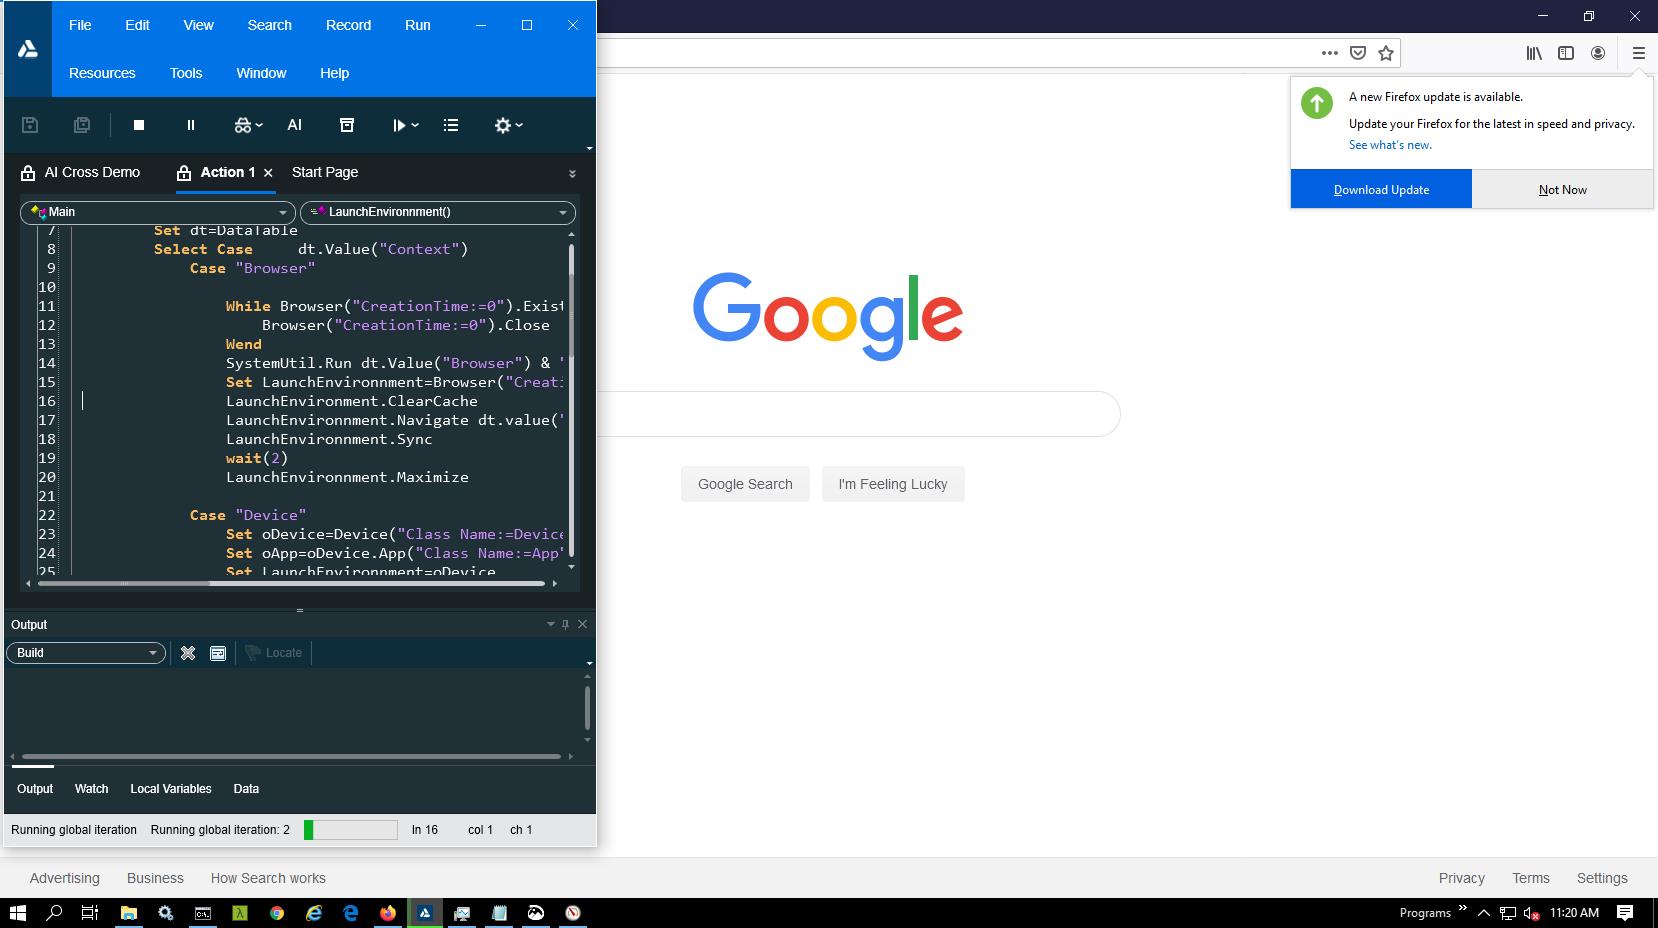 File Edit View Search Record Run
Resources Tools Window Help
AI
AI Cross Demo Action 1 Start Page
Main LaunchEnvironnment()
7 Set dt=DataTable
8 Select Case dt.Value("Context")
9 Case "Browser"
10
11 While Browser("CreationTime:=0").Exist
12 Browser("CreationTime:=0").Close
13 Wend
14 SystemUtil.Run dt.Value("Browser") & "
15 Set LaunchEnvironnment=Browser("Creati
16 LaunchEnvironment.ClearCache
17 LaunchEnvironnment.Navigate dt.value("
18 LaunchEnvironnment.Sync
19 wait(2)
20 LaunchEnvironnment.Maximize
21
22 Case "Device"
23 Set oDevice=Device("Class Name:=Device
24 Set oApp=oDevice.App("Class Name:=App"
25 Set LaunchEnvironnment=oDevice
Output
Build Locate
Output Watch Local Variables Data
Running global iteration Running global iteration: 2 ln 16 col 1 ch 1
A new Firefox update is available.
Update your Firefox for the latest in speed and privacy.
See what's new.
Download Update Not Now
Google
Google Search I'm Feeling Lucky
Advertising Business How Search works Privacy Terms Settings
Programs 11:20 AM